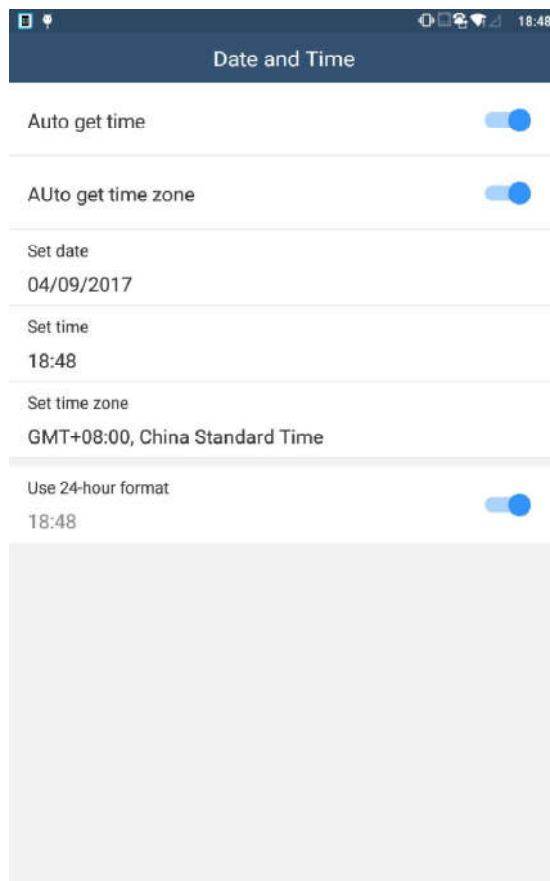 18:48
Date and Time
Auto get time
AUto get time zone
Set date
04/09/2017
Set time
18:48
Set time zone
GMT+08:00, China Standard Time
Use 24-hour format
18:48